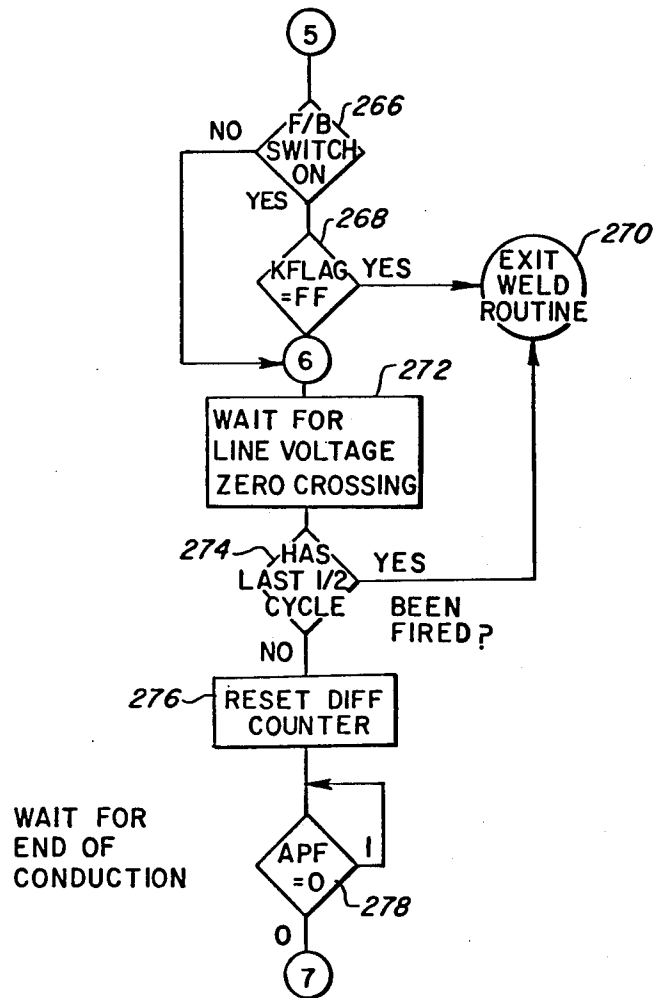 5
266
F/B
SWITCH
ON
NO
YES
268
KFLAG
=FF
YES
270
EXIT
WELD
ROUTINE
6
272
WAIT FOR
LINE VOLTAGE
ZERO CROSSING
274
HAS
LAST 1/2
CYCLE
YES
BEEN
FIRED?
NO
276
RESET DIFF
COUNTER
WAIT FOR
END OF
CONDUCTION
APF
=0
1
278
0
7